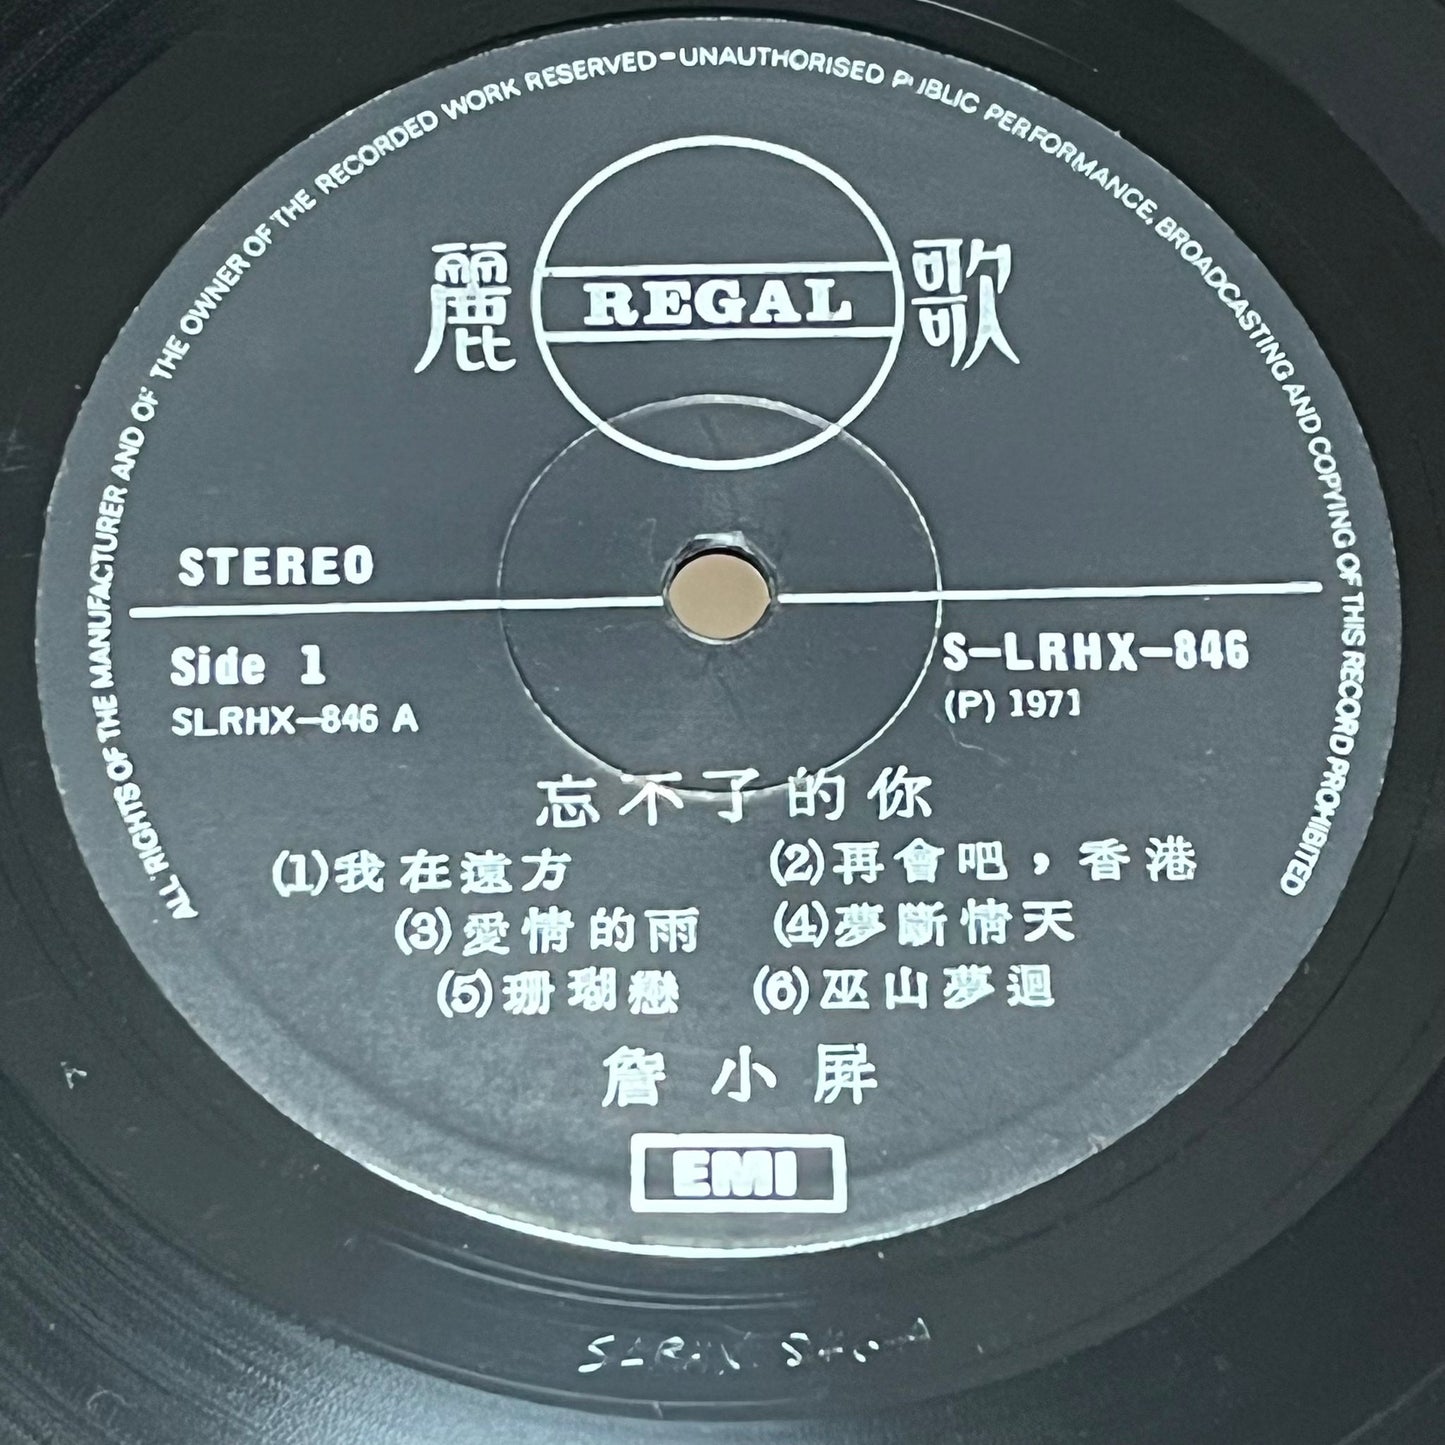 ALL RIGHTS OF THE MANUFACTURER AND OF THE OWNER OF THE RECORDED WORK RESERVED-UNAUTHORISED PUBLIC PERFORMANCE, BROADCASTING AND COPYING OF THIS RECORD PROHIBITED
麗 REGAL 歌
STEREO
Side 1 S-LRHX-846
SLRHX-846 A (P) 1971
忘不了的你
(1)我在遠方 (2)再會吧，香港
(3)愛情的雨 (4)夢斷情天
(5)珊瑚戀 (6)巫山夢迴
詹小屏
EMI
A